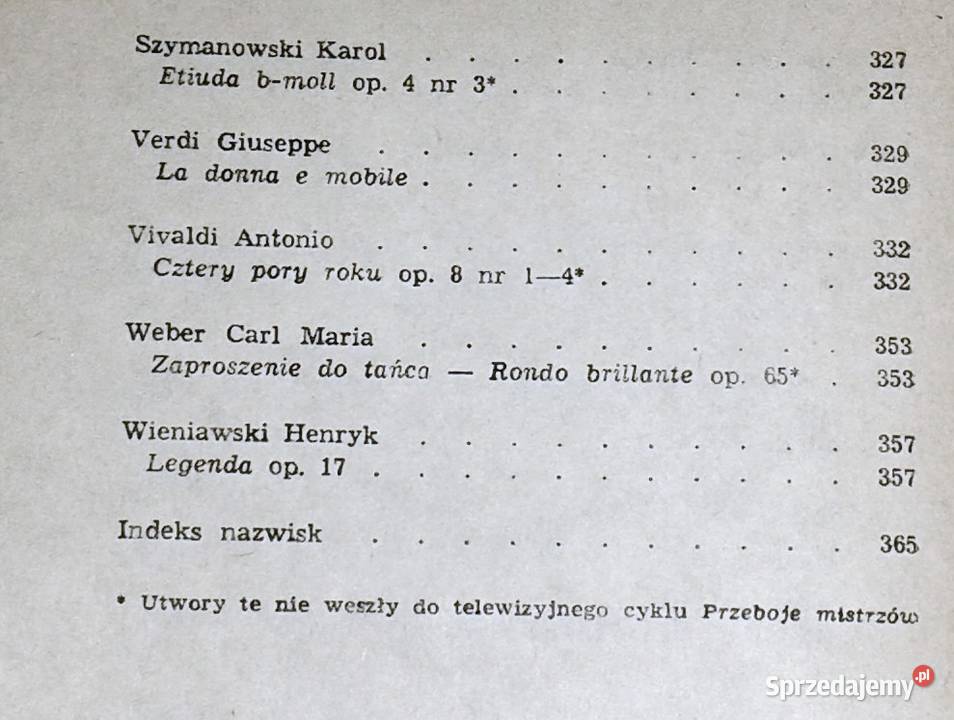 Szymanowski Karol . . . . . . . . . . 327
Etiuda b-moll op. 4 nr 3* . . . . . . . . 327
Verdi Giuseppe . . . . . . . . . . . 329
La donna e mobile . . . . . . . . . . 329
Vivaldi Antonio . . . . . . . . . . . 332
Cztery pory roku op. 8 nr 1—4* . . . . . . 332
Weber Carl Maria . . . . . . . . . . 353
Zaproszenie do tańca — Rondo brillante op. 65* . 353
Wieniawski Henryk . . . . . . . . . . 357
Legenda op. 17 . . . . . . . . . . . 357
Indeks nazwisk . . . . . . . . . . . 365
* Utwory te nie weszły do telewizyjnego cyklu Przeboje mistrzów
Sprzedajemy.pl